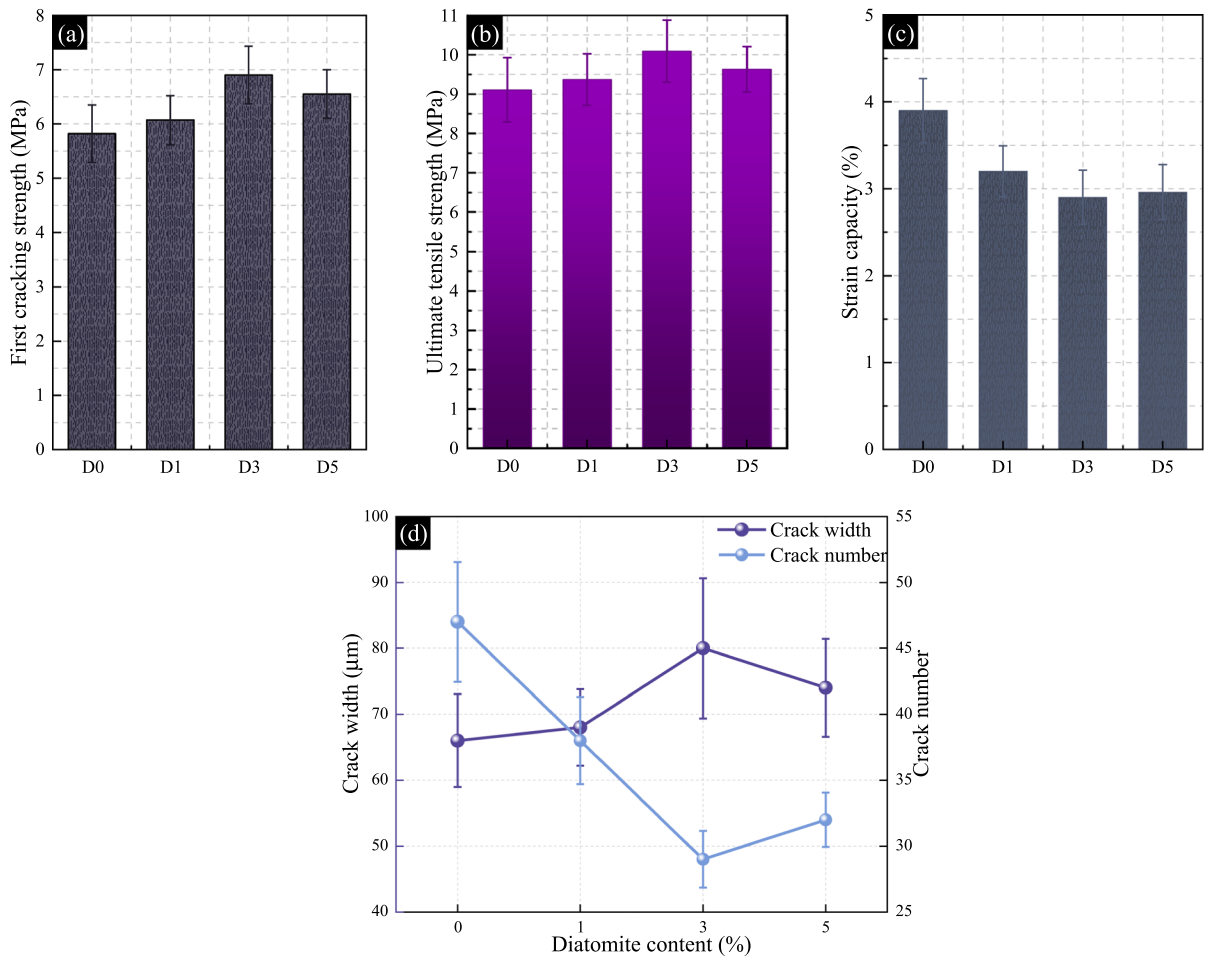 (a)
First cracking strength (MPa)
8
7
6
5
4
3
2
1
0
D0 D1 D3 D5
(b)
Ultimate tensile strength (MPa)
11
10
9
8
7
6
5
4
3
2
1
0
D0 D1 D3 D5
(c)
Strain capacity (%)
5
4
3
2
1
0
D0 D1 D3 D5
(d)
Crack width
Crack number
Crack width (μm)
100
90
80
70
60
50
40
Crack number
55
50
45
40
35
30
25
0 1 3 5
Diatomite content (%)